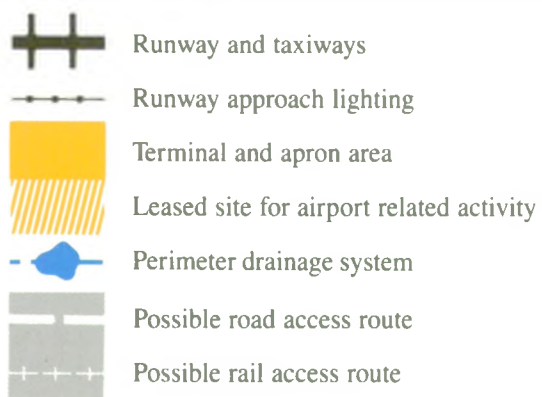 Runway and taxiways
Runway approach lighting
Terminal and apron area
Leased site for airport related activity
Perimeter drainage system
Possible road access route
Possible rail access route